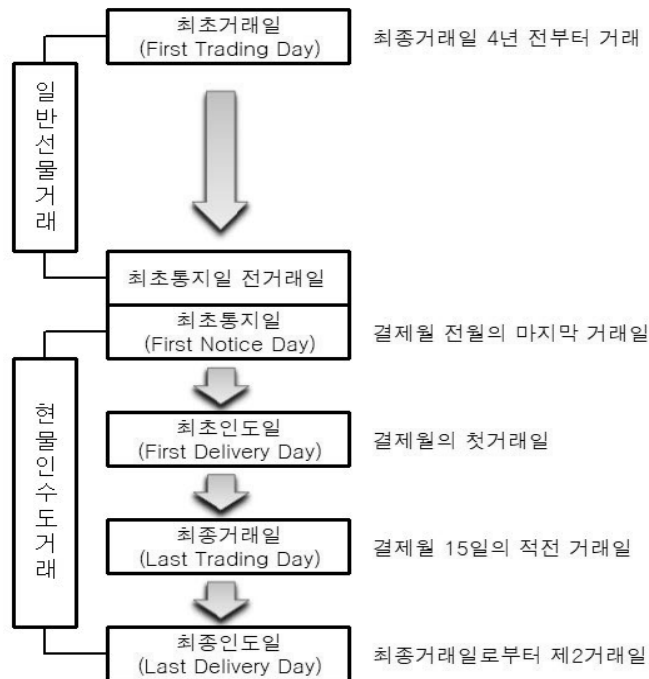 최초거래일
(First Trading Day)
최종거래일 4년 전부터 거래
일반선물거래
최초통지일 전거래일
최초통지일
(First Notice Day)
결제월 전월의 마지막 거래일
현물인수도거래
최초인도일
(First Delivery Day)
결제월의 첫거래일
최종거래일
(Last Trading Day)
결제월 15일의 적전 거래일
최종인도일
(Last Delivery Day)
최종거래일로부터 제2거래일